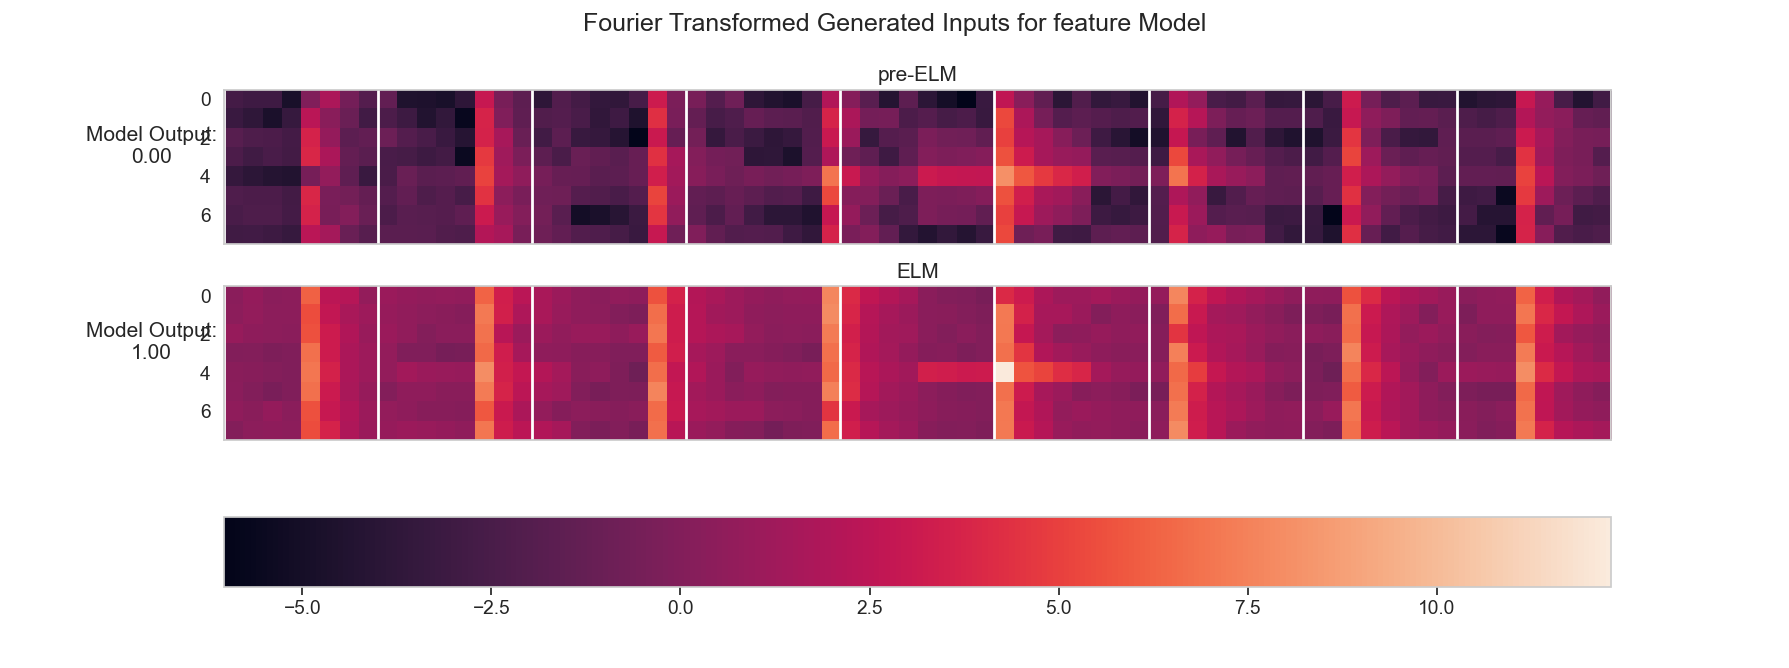 Fourier Transformed Generated Inputs for feature Model
pre-ELM
0
Model Output:
2
0.00
4
6
ELM
0
Model Output:
2
1.00
4
6
−5.0 −2.5 0.0 2.5 5.0 7.5 10.0